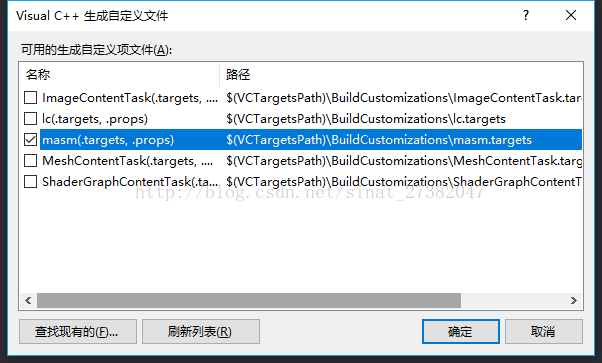 Visual C++ 生成自定义文件
可用的生成自定义项文件(A):
名称 路径
ImageContentTask(.targets, .... $(VCTargetsPath)\BuildCustomizations\ImageContentTask.tar
lc(.targets, .props) $(VCTargetsPath)\BuildCustomizations\lc.targets
masm(.targets, .props) $(VCTargetsPath)\BuildCustomizations\masm.targets
MeshContentTask(.targets, .... $(VCTargetsPath)\BuildCustomizations\MeshContentTask.targ
ShaderGraphContentTask(.ta... $(VCTargetsPath)\BuildCustomizations\ShaderGraphContentT
http://blog.csdn.net/sinat_27382047
查找现有的(F)... 刷新列表(R) 确定 取消